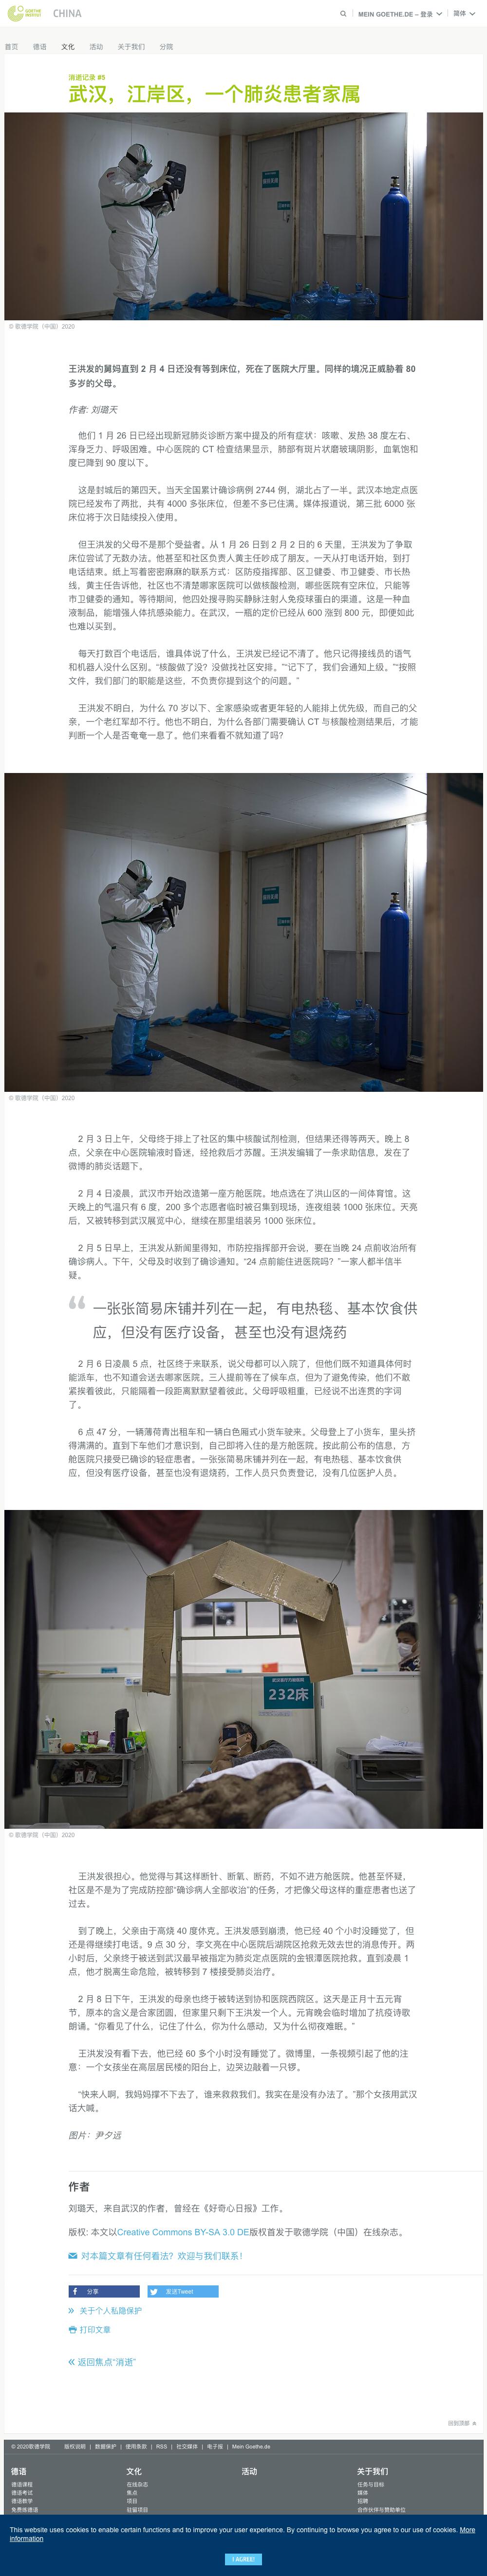 GOETHE INSTITUT
CHINA
MEIN GOETHE.DE – 登录
简体
首页
德语
文化
活动
关于我们
分院
消逝记录 #5
武汉，江岸区，一个肺炎患者家属
© 歌德学院（中国）2020
王洪发的舅妈直到 2 月 4 日还没有等到床位，死在了医院大厅里。同样的境况正威胁着 80
多岁的父母。
作者: 刘璐天
他们 1 月 26 日已经出现新冠肺炎诊断方案中提及的所有症状：咳嗽、发热 38 度左右、
浑身乏力、呼吸困难。中心医院的 CT 检查结果显示，肺部有斑片状磨玻璃阴影，血氧饱和
度已降到 90 度以下。
这是封城后的第四天。当天全国累计确诊病例 2744 例，湖北占了一半。武汉本地定点医
院已经发布了两批，共有 4000 多张床位，但差不多已住满。媒体报道说，第三批 6000 张
床位将于次日陆续投入使用。
但王洪发的父母不是那个受益者。从 1 月 26 日到 2 月 2 日的 6 天里，王洪发为了争取
床位尝试了无数办法。他甚至和社区负责人黄主任吵成了朋友。一天从打电话开始，到打
电话结束。纸上写着密密麻麻的联系方式：区防疫指挥部、区卫健委、市卫健委、市长热
线，黄主任告诉他，社区也不清楚哪家医院可以做核酸检测，哪些医院有空床位，只能等
市卫健委的通知。等待期间，他四处搜寻购买静脉注射人免疫球蛋白的渠道。这是一种血
液制品，能增强人体抗感染能力。在武汉，一瓶的定价已经从 600 涨到 800 元，即便如此
也难以买到。
每天打数百个电话后，谁具体说了什么，王洪发已经记不清了。他只记得接线员的语气
和机器人没什么区别。“核酸做了没？没做找社区安排。”“记下了，我们会通知上级。”“按照
文件，我们部门的职能是这些，不负责你提到这个的问题。”
王洪发不明白，为什么 70 岁以下、全家感染或者更年轻的人能排上优先级，而自己的父
亲，一个老红军却不行。他也不明白，为什么各部门需要确认 CT 与核酸检测结果后，才能
判断一个人是否奄奄一息了。他们来看看不就知道了吗？
© 歌德学院（中国）2020
2 月 3 日上午，父母终于排上了社区的集中核酸试剂检测，但结果还得等两天。晚上 8
点，父亲在中心医院输液时昏迷，经抢救后才苏醒。王洪发编辑了一条求助信息，发在了
微博的肺炎话题下。
2 月 4 日凌晨，武汉市开始改造第一座方舱医院。地点选在了洪山区的一间体育馆。这
天晚上的气温只有 6 度，200 多个志愿者临时被召集到现场，连夜组装 1000 张床位。天亮
后，又被转移到武汉展览中心，继续在那里组装另 1000 张床位。
2 月 5 日早上，王洪发从新闻里得知，市防控指挥部开会说，要在当晚 24 点前收治所有
确诊病人。下午，父母及时收到了确诊通知。“24 点前能住进医院吗？”一家人都半信半
疑。
一张张简易床铺并列在一起，有电热毯、基本饮食供
应，但没有医疗设备，甚至也没有退烧药
2 月 6 日凌晨 5 点，社区终于来联系，说父母都可以入院了，但他们既不知道具体何时
能派车，也不知道会送去哪家医院。三人提前等在了候车点，但为了避免传染，他们不敢
紧挨着彼此，只能隔着一段距离默默望着彼此。父母呼吸粗重，已经说不出连贯的字词
了。
6 点 47 分，一辆薄荷青出租车和一辆白色厢式小货车驶来。父母登上了小货车，里头挤
得满满的。直到下车他们才意识到，自己即将入住的是方舱医院。按此前公布的信息，方
舱医院只接受已确诊的轻症患者。一张张简易床铺并列在一起，有电热毯、基本饮食供
应，但没有医疗设备，甚至也没有退烧药，工作人员只负责登记，没有几位医护人员。
232床
© 歌德学院（中国）2020
王洪发很担心。他觉得与其这样断针、断氧、断药，不如不进方舱医院。他甚至怀疑，
社区是不是为了完成防控部“确诊病人全部收治”的任务，才把像父母这样的重症患者也送了
过去。
到了晚上，父亲由于高烧 40 度休克。王洪发感到崩溃，他已经 40 个小时没睡觉了，但
还是得继续打电话。9 点 30 分，李文亮在中心医院后湖院区抢救无效去世的消息传开。两
小时后，父亲终于被送到武汉最早被指定为肺炎定点医院的金银潭医院抢救。直到凌晨 1
点，他才脱离生命危险，被转移到 7 楼接受肺炎治疗。
2 月 8 日下午，王洪发的母亲也终于被转送到协和医院西院区。这天是正月十五元宵
节，原本的含义是合家团圆，但家里只剩下王洪发一个人。元宵晚会临时增加了抗疫诗歌
朗诵。“你看见了什么，记住了什么，你为什么感动，又为什么彻夜难眠。”
王洪发没有看下去，他已经 60 多个小时没有睡觉了。微博里，一条视频引起了他的注
意：一个女孩坐在高层居民楼的阳台上，边哭边敲着一只锣。
“快来人啊，我妈妈撑不下去了，谁来救救我们。我实在是没有办法了。”那个女孩用武汉
话大喊。
图片：尹夕远
作者
刘璐天，来自武汉的作者，曾经在《好奇心日报》工作。
版权: 本文以Creative Commons BY-SA 3.0 DE版权首发于歌德学院（中国）在线杂志。
对本篇文章有任何看法？欢迎与我们联系！
分享
发送Tweet
关于个人私隐保护
打印文章
返回焦点“消逝”
回到顶部
© 2020歌德学院 版权说明 | 数据保护 | 使用条款 | RSS | 社交媒体 | 电子报 | Mein Goethe.de
德语
文化
活动
关于我们
德语课程
在线杂志
任务与目标
德语考试
焦点
媒体
德语教学
项目
招聘
免费练德语
驻留项目
合作伙伴与赞助单位
This website uses cookies to enable certain functions and to improve your user experience. By continuing to browse you agree to our use of cookies. More
information
I AGREE!